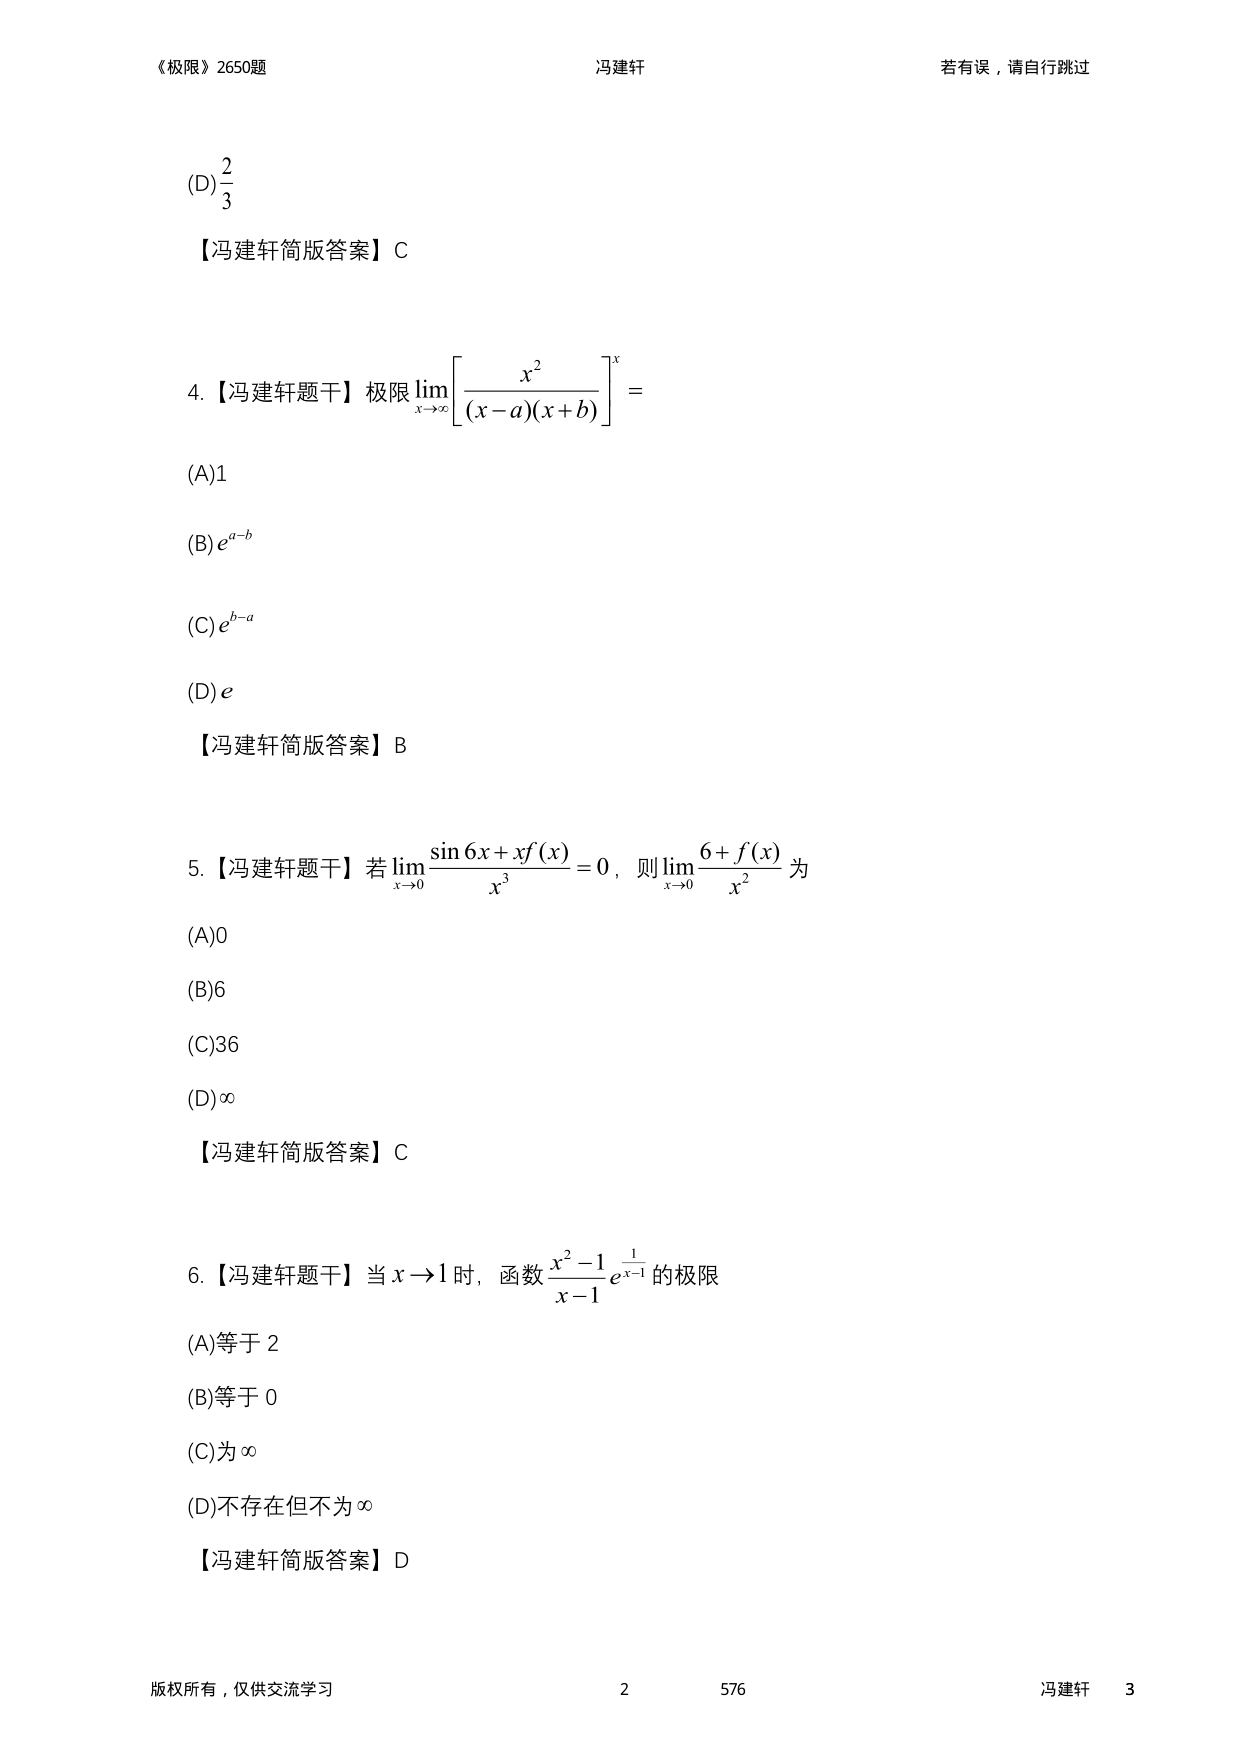 《极限》2650题 冯建轩 若有误，请自行跳过
(D) 2/3
【冯建轩简版答案】C
4.【冯建轩题干】极限 lim_{x→∞} [x^2/((x−a)(x+b))]^x =
(A)1
(B) e^{a−b}
(C) e^{b−a}
(D) e
【冯建轩简版答案】B
5.【冯建轩题干】若 lim_{x→0} (sin 6x + xf(x))/x^3 = 0，则 lim_{x→0} (6 + f(x))/x^2 为
(A)0
(B)6
(C)36
(D)∞
【冯建轩简版答案】C
6.【冯建轩题干】当 x→1 时，函数 (x^2−1)/(x−1) e^{1/(x−1)} 的极限
(A)等于 2
(B)等于 0
(C)为∞
(D)不存在但不为∞
【冯建轩简版答案】D
版权所有，仅供交流学习 2 576 冯建轩 3